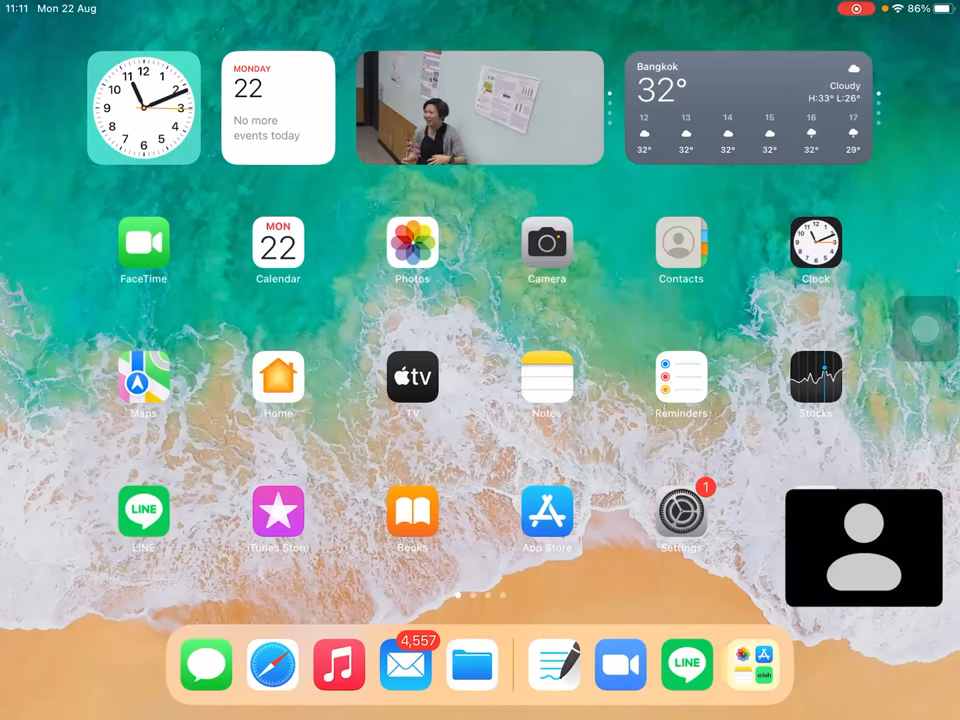 11:11 Mon 22 Aug
86%
12
11
1
10
2
9
3
8
4
7
5
6
MONDAY
22
No more
events today
Bangkok
32°
Cloudy
H:33° L:26°
12 13 14 15 16 17
32° 32° 32° 32° 32° 29°
MON
22
FaceTime Calendar Photos Camera Contacts Clock
tv
Maps Home TV Notes Reminders Stocks
LINE
1
LINE iTunes Store Books App Store Settings
4,557
LINE
wish